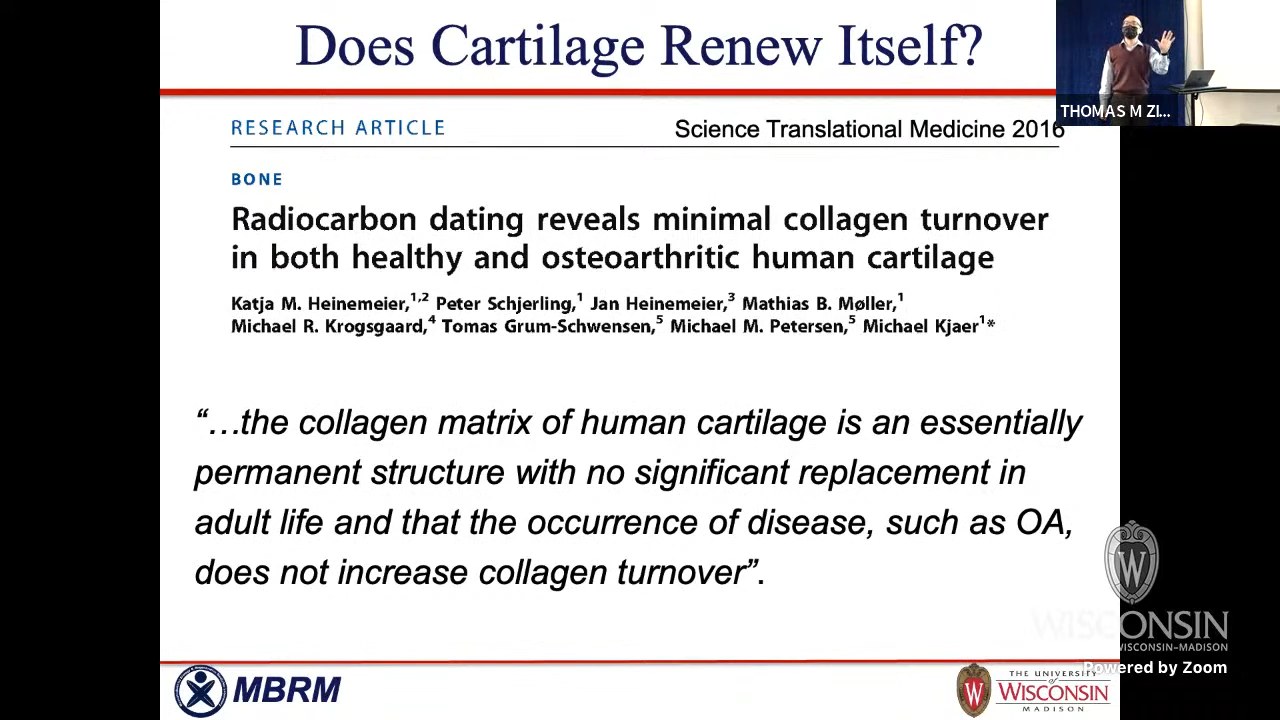 Does Cartilage Renew Itself?
THOMAS M ZI...
RESEARCH ARTICLE
Science Translational Medicine 2016
BONE
Radiocarbon dating reveals minimal collagen turnover
in both healthy and osteoarthritic human cartilage
Katja M. Heinemeier,1,2 Peter Schjerling,1 Jan Heinemeier,3 Mathias B. Møller,1
Michael R. Krogsgaard,4 Tomas Grum-Schwensen,5 Michael M. Petersen,5 Michael Kjaer1*
“…the collagen matrix of human cartilage is an essentially
permanent structure with no significant replacement in
adult life and that the occurrence of disease, such as OA,
does not increase collagen turnover”.
W
WISCONSIN
WISCONSIN–MADISON
Powered by Zoom
MBRM
W
THE UNIVERSITY
of
WISCONSIN
MADISON